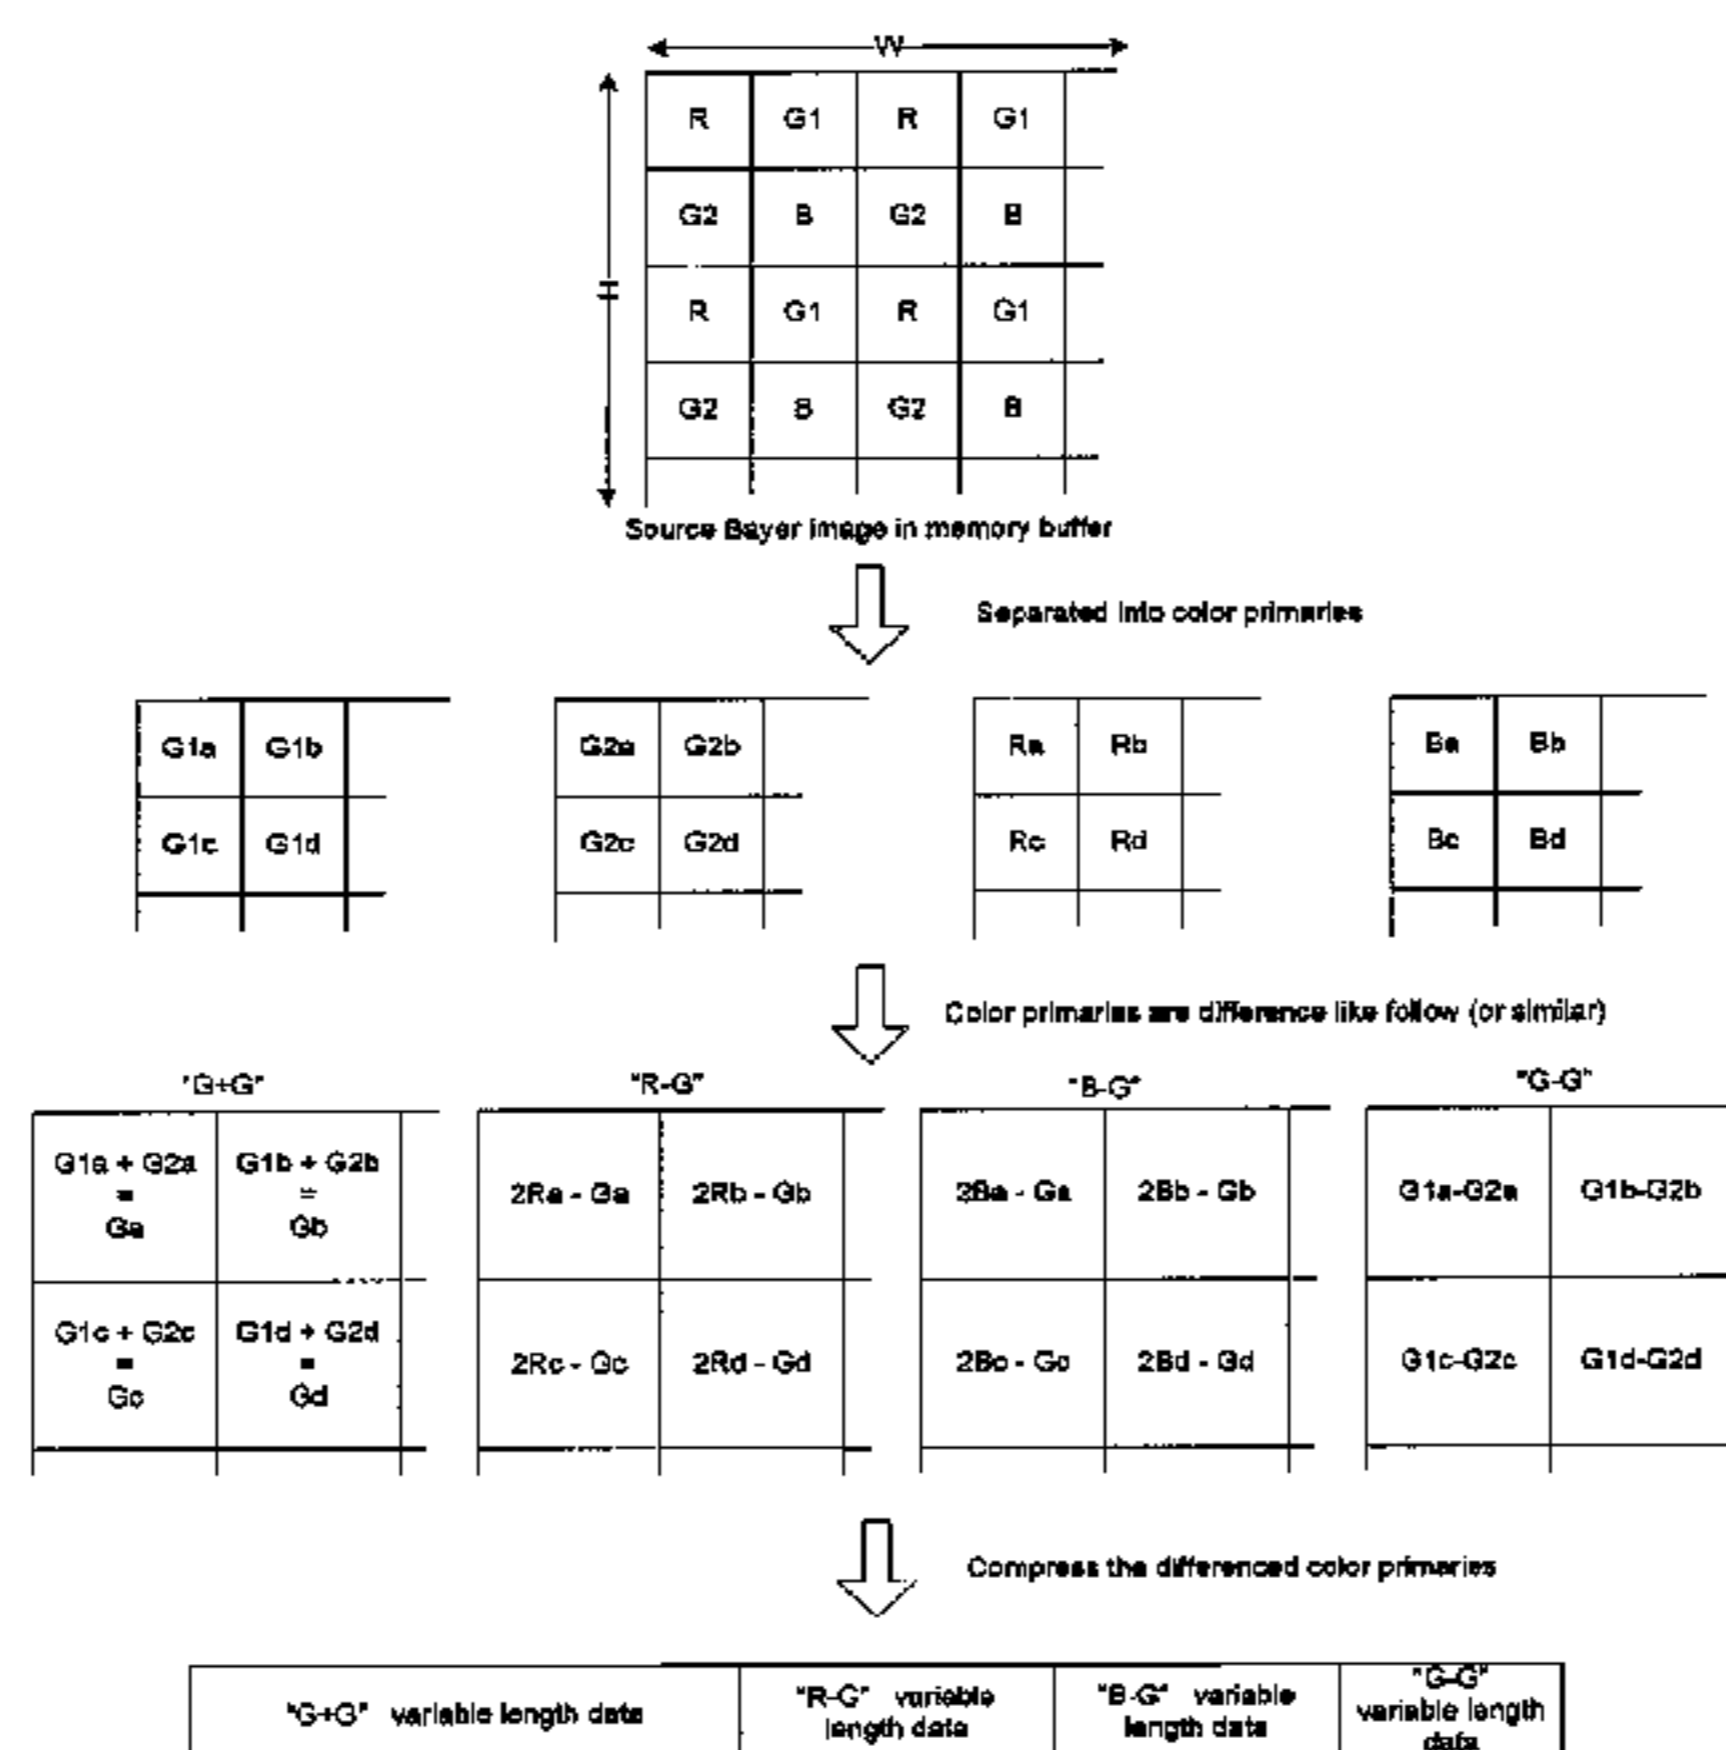 W
R G1 R G1
G2 B G2 B
H
R G1 R G1
G2 B G2 B
Source Bayer image in memory buffer
Separated into color primaries
G1a G1b G2a G2b Ra Rb Ba Bb
G1c G1d G2c G2d Rc Rd Bc Bd
Color primaries are difference like follow (or similar)
"G+G" "R-G" "B-G" "G-G"
G1a + G2a G1b + G2b
= =
Ga Gb
2Ra - Ga 2Rb - Gb 2Ba - Ga 2Bb - Gb G1a-G2a G1b-G2b
G1c + G2c G1d + G2d
= =
Gc Gd
2Rc - Gc 2Rd - Gd 2Bc - Gc 2Bd - Gd G1c-G2c G1d-G2d
Compress the differenced color primaries
"G+G" variable length data
"R-G" variable
length data
"B-G" variable
length data
"G-G"
variable length
data